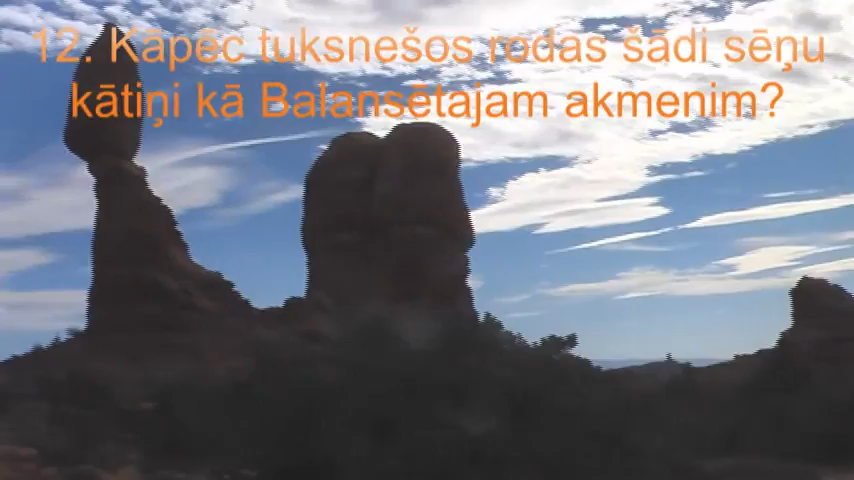 12. Kāpēc tuksnešos rodas šādi sēņu
kātiņi kā Balansētajam akmenim?